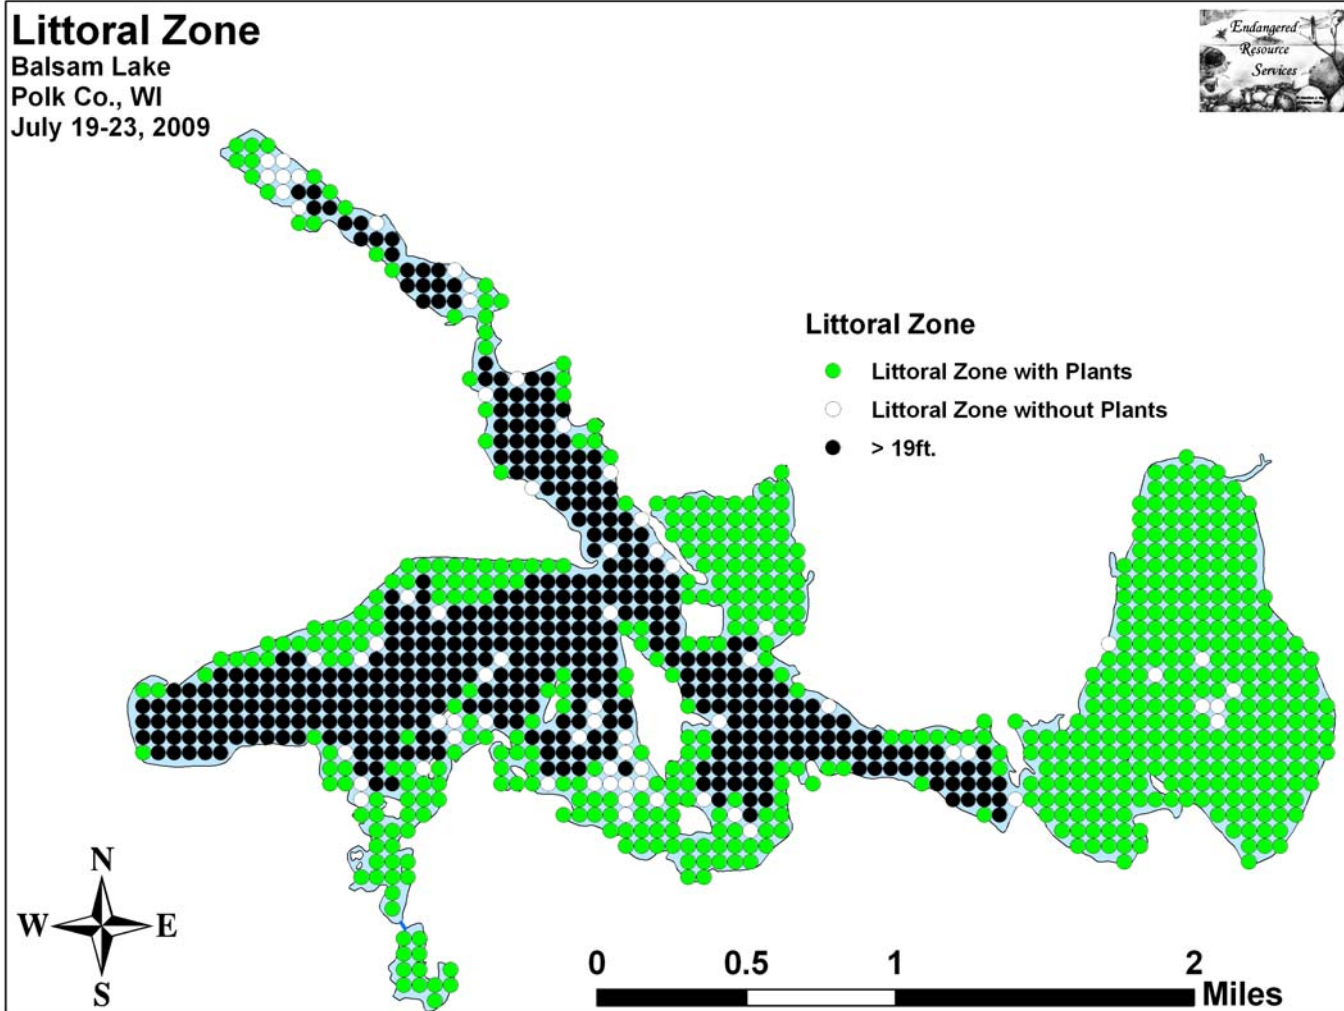 Littoral Zone
Balsam Lake
Polk Co., WI
July 19-23, 2009
Endangered
Resource
Services
Littoral Zone
Littoral Zone with Plants
Littoral Zone without Plants
> 19ft.
N
W E
S
0 0.5 1 2
Miles